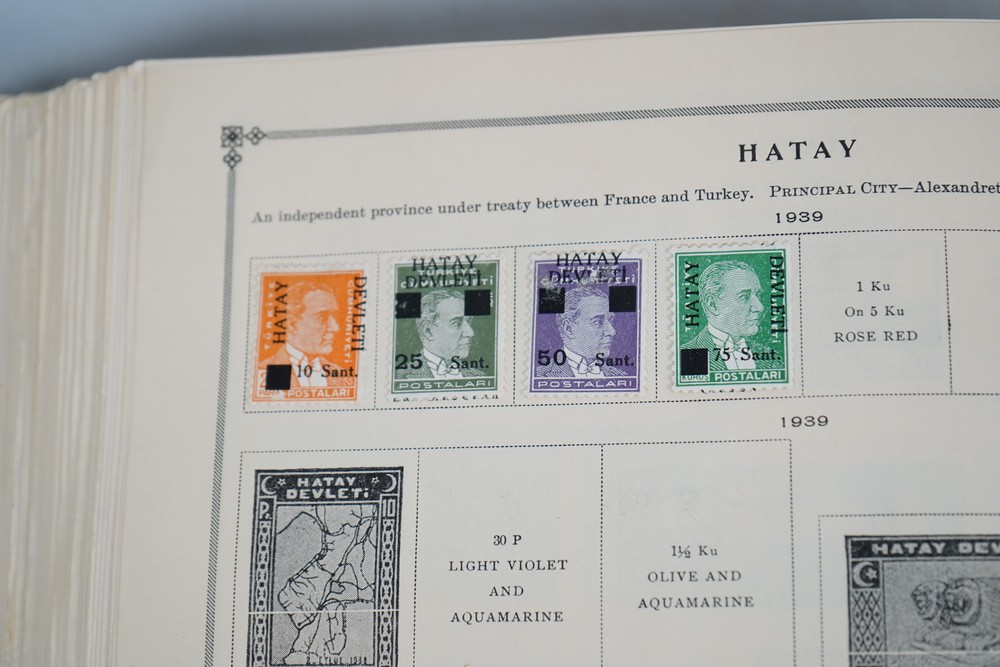 HATAY
An independent province under treaty between France and Turkey. PRINCIPAL CITY—Alexandret
1939
HATAY DEVLETİ
10 Sant.
POSTALARI
HATAY
DEVLETİ
25 Sant.
POSTALARI
HATAY
DEVLETİ
50 Sant.
POSTALARI
HATAY DEVLETİ
75 Sant.
KURUŞ POSTALARI
1 Ku
On 5 Ku
ROSE RED
1939
HATAY
DEVLETİ
P. 10
30 P
LIGHT VIOLET
AND
AQUAMARINE
1½ Ku
OLIVE AND
AQUAMARINE
HATAY DEV